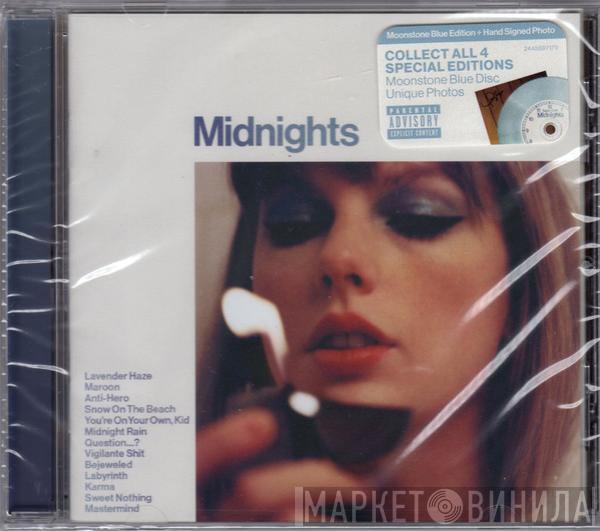 Moonstone Blue Edition + Hand Signed Photo
COLLECT ALL 4
SPECIAL EDITIONS
Moonstone Blue Disc
Unique Photos
PARENTAL
ADVISORY
EXPLICIT CONTENT
Midnights
Midnights
Lavender Haze
Maroon
Anti-Hero
Snow On The Beach
You're On Your Own, Kid
Midnight Rain
Question...?
Vigilante Shit
Bejeweled
Labyrinth
Karma
Sweet Nothing
Mastermind
МАРКЕТ ВИНИЛА